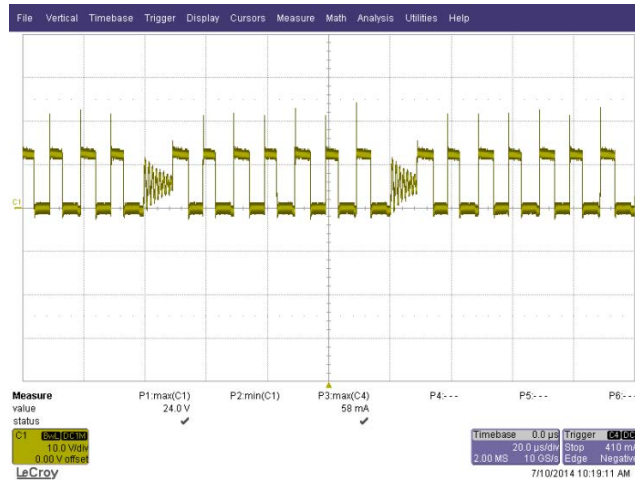 File Vertical Timebase Trigger Display Cursors Measure Math Analysis Utilities Help
C1
Measure P1:max(C1) P2:min(C1) P3:max(C4) P4:--- P5:--- P6:--
value 24.0 V 58 mA
status
C1 BwL DC1M
10.0 V/div
0.00 V offset
Timebase 0.0 µs
20.0 µs/div
2.00 MS 10 GS/s
Trigger C4 DC
Stop 410 m
Edge Negative
LeCroy
7/10/2014 10:19:11 AM